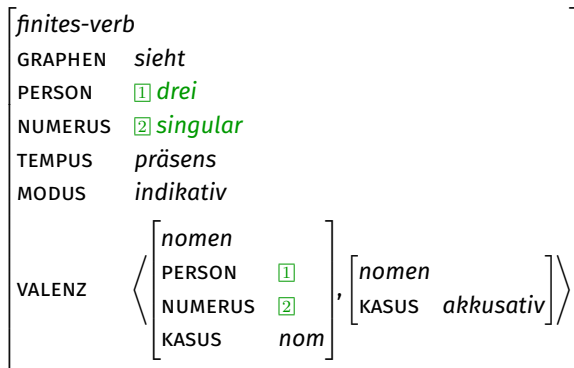 finites-verb
GRAPHEN sieht
PERSON 1 drei
NUMERUS 2 singular
TEMPUS präsens
MODUS indikativ
VALENZ ⟨[nomen PERSON 1 NUMERUS 2 KASUS nom], [nomen KASUS akkusativ]⟩